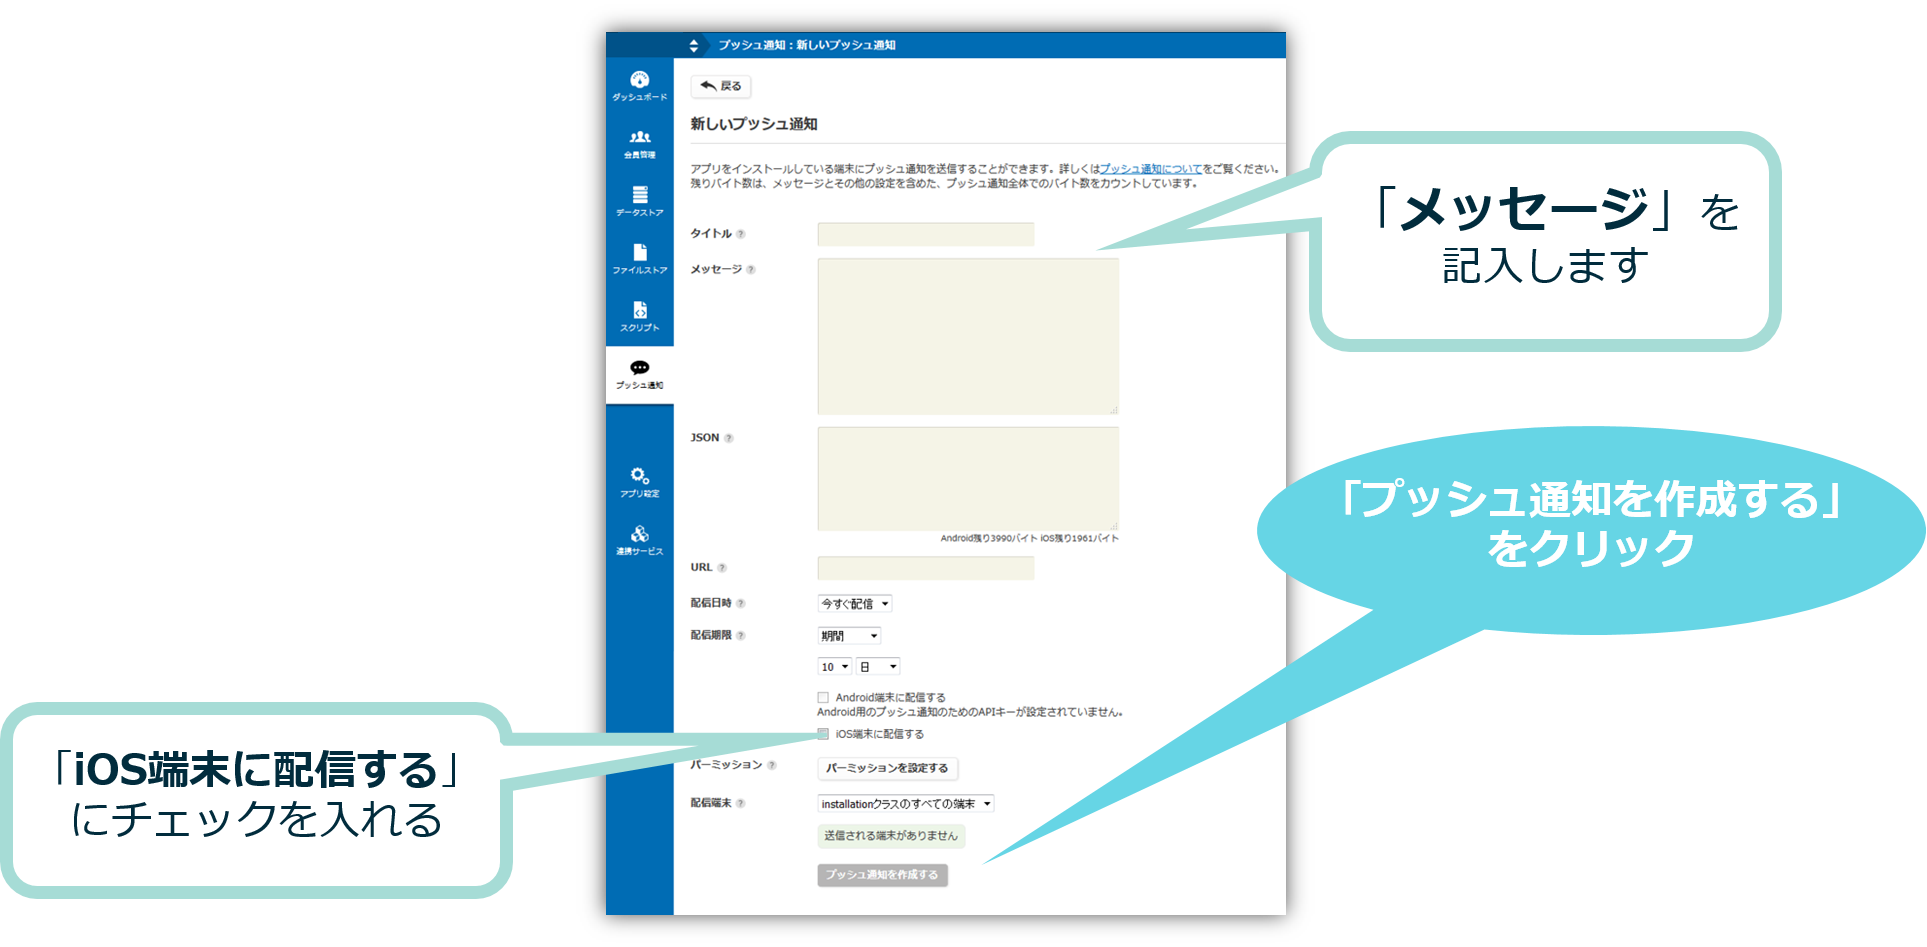 プッシュ通知：新しいプッシュ通知
ダッシュボード
会員管理
データストア
ファイルストア
スクリプト
プッシュ通知
アプリ設定
連携サービス
戻る
新しいプッシュ通知
アプリをインストールしている端末にプッシュ通知を送信することができます。詳しくはプッシュ通知についてをご覧ください。
残りバイト数は、メッセージとその他の設定を含めた、プッシュ通知全体でのバイト数をカウントしています。
タイトル ?
メッセージ ?
JSON ?
Android残り3990バイト iOS残り1961バイト
URL ?
配信日時 ? 今すぐ配信
配信期限 ? 期間
10 日
Android端末に配信する
Android用のプッシュ通知のためのAPIキーが設定されていません。
iOS端末に配信する
パーミッション ? パーミッションを設定する
配信端末 ? installationクラスのすべての端末
送信される端末がありません
プッシュ通知を作成する
「メッセージ」を
記入します
「プッシュ通知を作成する」
をクリック
「iOS端末に配信する」
にチェックを入れる